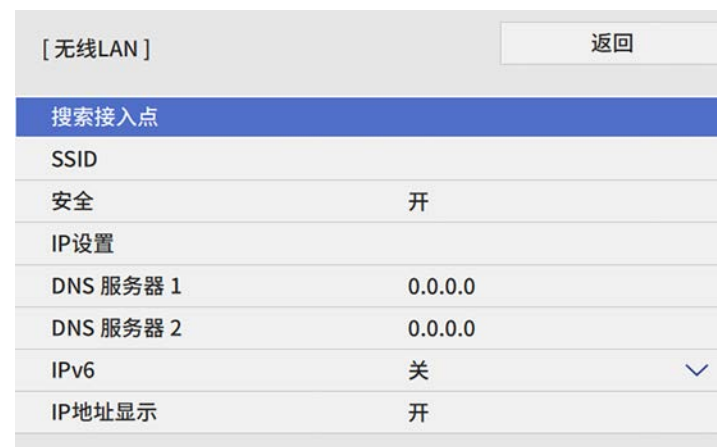 [ 无线LAN ]
返回
搜索接入点
SSID
安全 开
IP设置
DNS 服务器 1 0.0.0.0
DNS 服务器 2 0.0.0.0
IPv6 关
IP地址显示 开